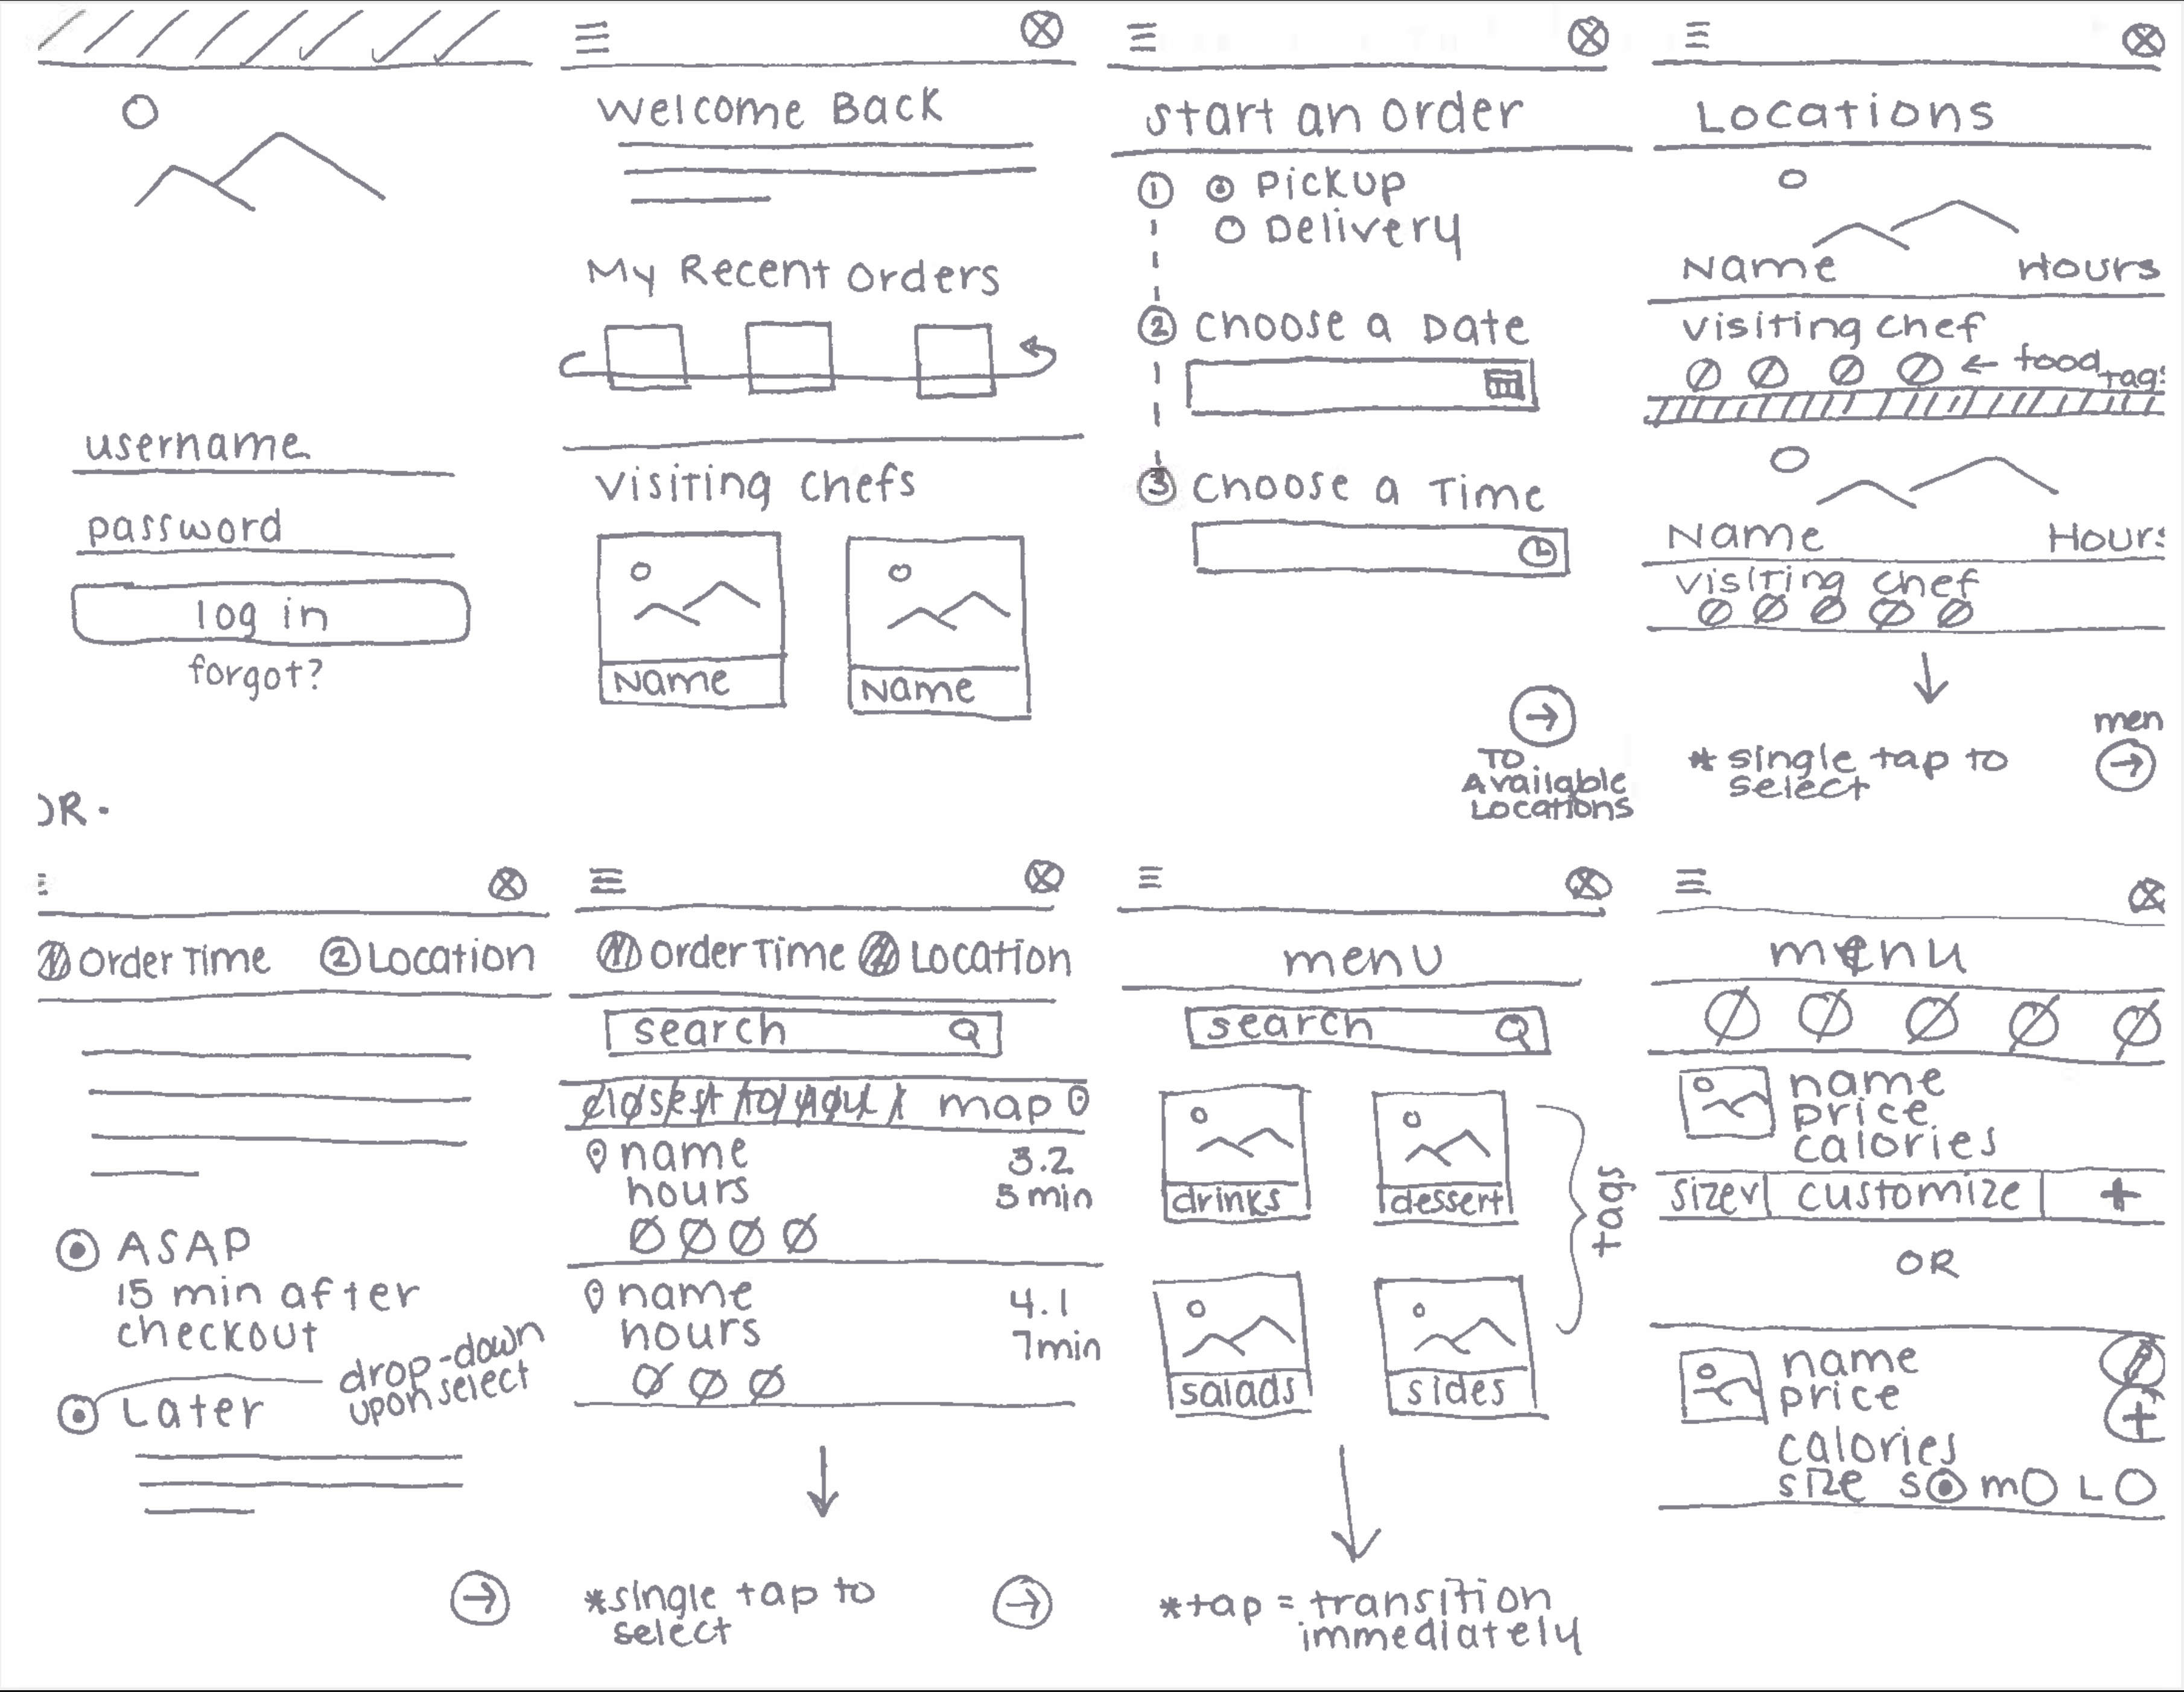 username
password
log in
forgot?
Welcome Back
My Recent Orders
Visiting Chefs
Name
Name
Start an Order
1 Pickup
Delivery
2 Choose a Date
3 Choose a Time
TO
Available
Locations
Locations
Name Hours
Visiting Chef
← food tags
Name Hours
Visiting Chef
* single tap to
select
men
OR -
1 Order Time 2 Location
ASAP
15 min after
checkout
Later
drop-down
upon select
1 Order Time 2 Location
search
closest to you map
name 3.2
hours 5 min
name 4.1
hours 7min
*single tap to
select
menu
search
drinks
dessert
salads
sides
tags
*tap = transition
immediately
menu
name
price
calories
size v customize +
OR
name
price
calories
size S m L